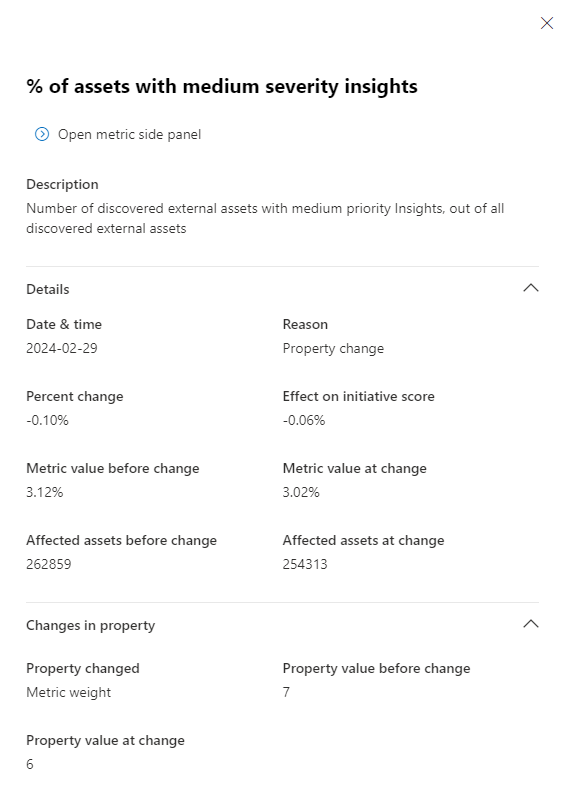 % of assets with medium severity insights
Open metric side panel
Description
Number of discovered external assets with medium priority Insights, out of all
discovered external assets
Details
Date & time
2024-02-29
Reason
Property change
Percent change
-0.10%
Effect on initiative score
-0.06%
Metric value before change
3.12%
Metric value at change
3.02%
Affected assets before change
262859
Affected assets at change
254313
Changes in property
Property changed
Metric weight
Property value before change
7
Property value at change
6